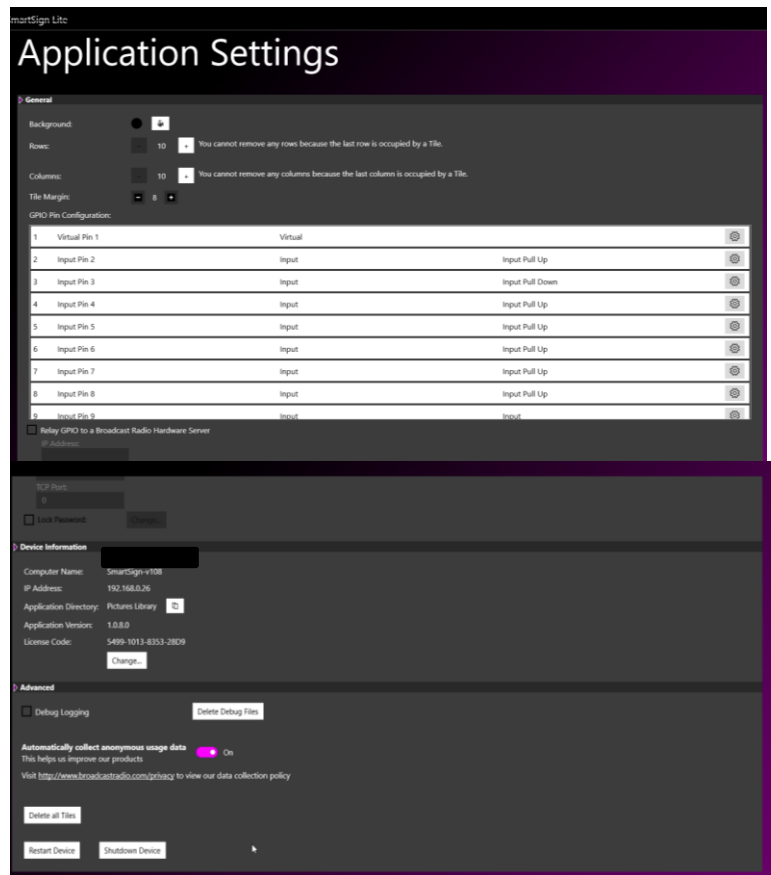 martSign Lite
Application Settings
General
Background:
Rows: - 10 + You cannot remove any rows because the last row is occupied by a Tile.
Columns: - 10 + You cannot remove any columns because the last column is occupied by a Tile.
Tile Margin: - 8 +
GPIO Pin Configuration:
1 Virtual Pin 1 Virtual
2 Input Pin 2 Input Input Pull Up
3 Input Pin 3 Input Input Pull Down
4 Input Pin 4 Input Input Pull Up
5 Input Pin 5 Input Input Pull Up
6 Input Pin 6 Input Input Pull Up
7 Input Pin 7 Input Input Pull Up
8 Input Pin 8 Input Input Pull Up
9 Input Pin 9 Input Input
Relay GPIO to a Broadcast Radio Hardware Server
IP Address:
TCP Port:
0
Lock Password: Change...
Device Information
Computer Name: SmartSign-v108
IP Address: 192.168.0.26
Application Directory: Pictures Library
Application Version: 1.0.8.0
License Code: 5499-1013-8353-28D9
Change...
Advanced
Debug Logging Delete Debug Files
Automatically collect anonymous usage data On
This helps us improve our products
Visit http://www.broadcastradio.com/privacy to view our data collection policy
Delete all Tiles
Restart Device Shutdown Device